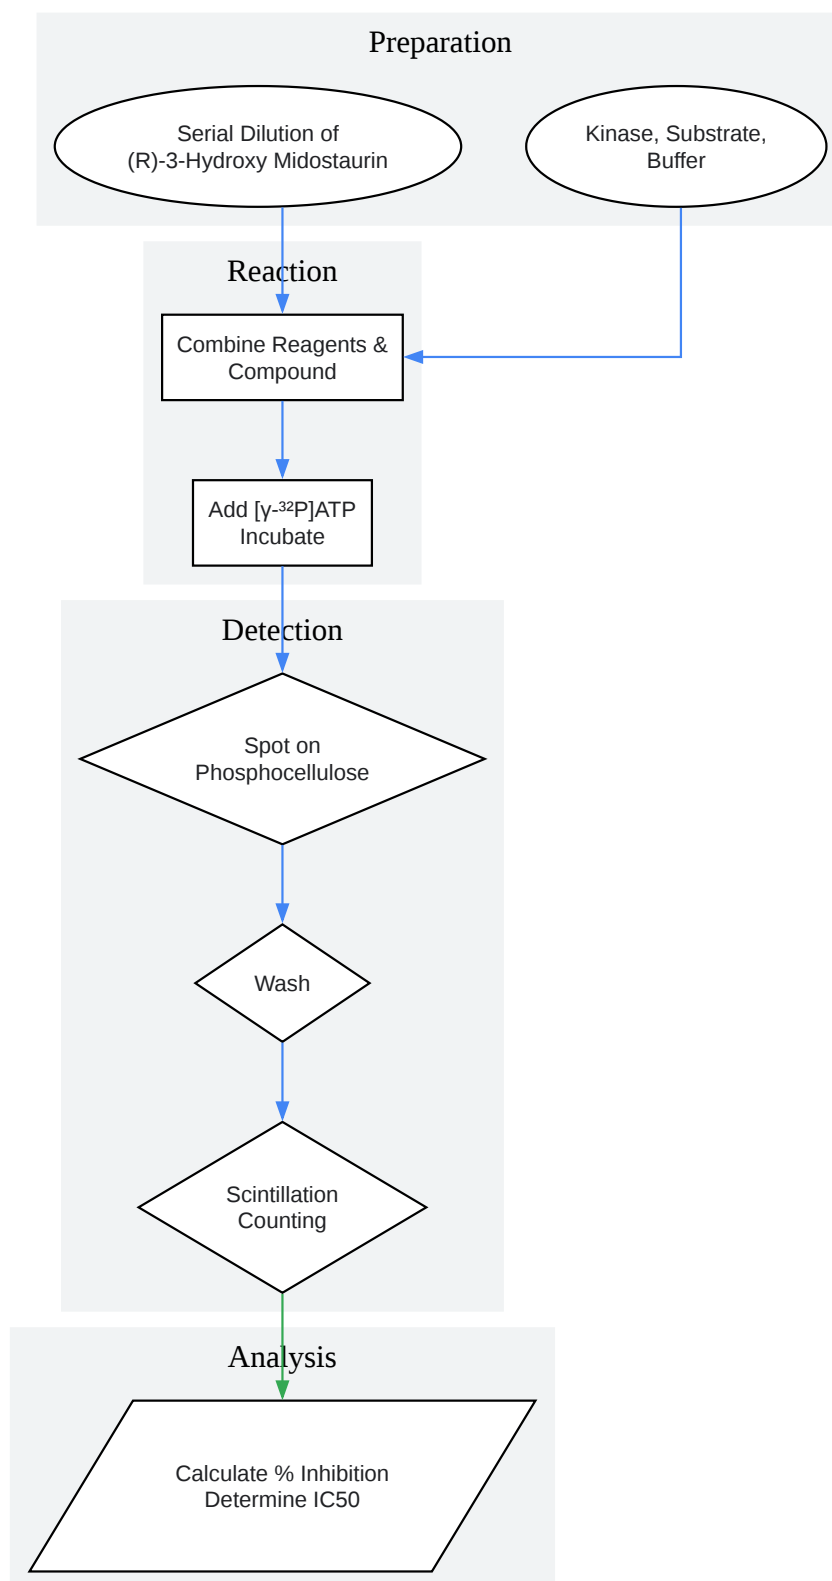 Preparation
Serial Dilution of
(R)-3-Hydroxy Midostaurin
Kinase, Substrate,
Buffer
Reaction
Combine Reagents &
Compound
Add [γ-³²P]ATP
Incubate
Detection
Spot on
Phosphocellulose
Wash
Scintillation
Counting
Analysis
Calculate % Inhibition
Determine IC50